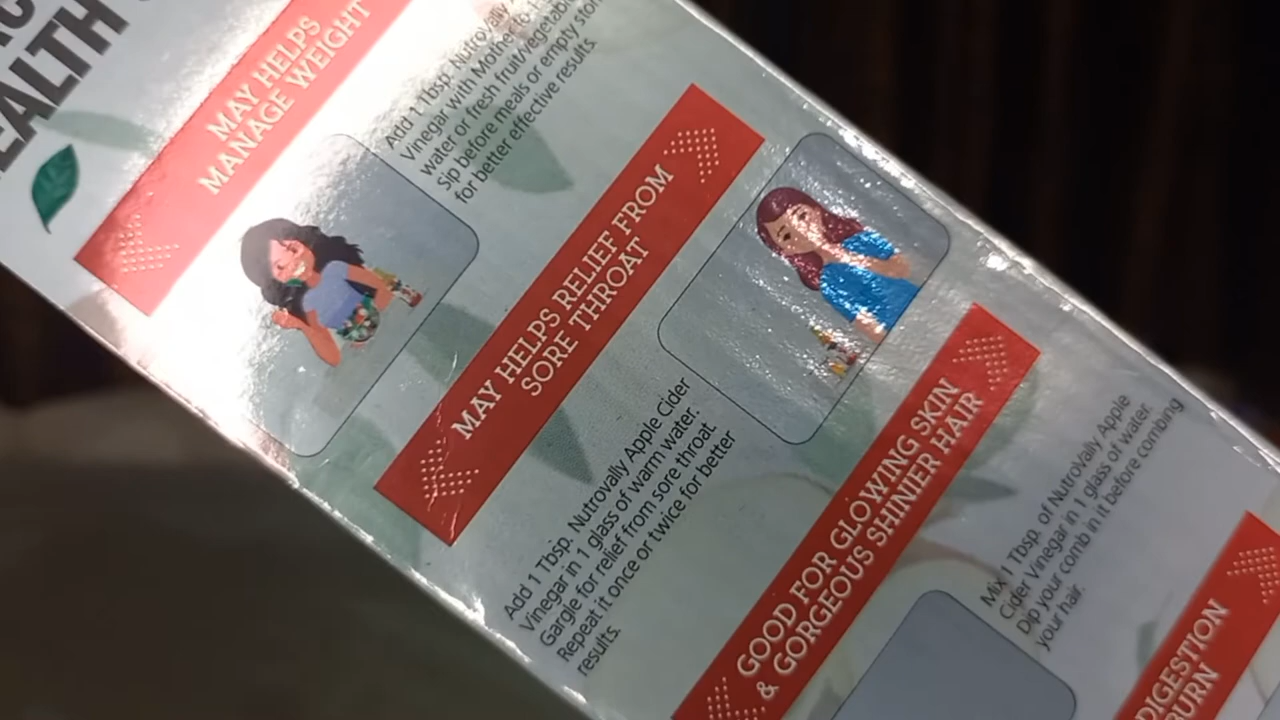 EALTH
MAY HELPS
MANAGE WEIGHT
Add 1 Tbsp. Nutrovally
Vinegar with Mother to 1
water or fresh fruit/vegetable
Sip before meals or empty
for better effective results.
MAY HELPS RELIEF FROM
SORE THROAT
Add 1 Tbsp. Nutrovally Apple Cider
Vinegar in 1 glass of warm water.
Gargle for relief from sore throat.
Repeat it once or twice for better
results.
GOOD FOR GLOWING SKIN
& GORGEOUS SHINIER HAIR
Mix 1 Tbsp. of Nutrovally Apple
Cider Vinegar in 1 glass of water.
Dip your comb in it before combing
your hair.
DIGESTION
BURN